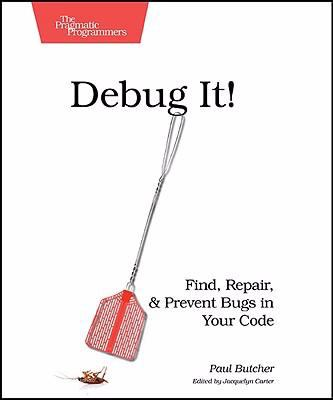 The
Pragmatic
Programmers
Debug It!
Find, Repair,
& Prevent Bugs in
Your Code
Paul Butcher
Edited by Jacquelyn Carter